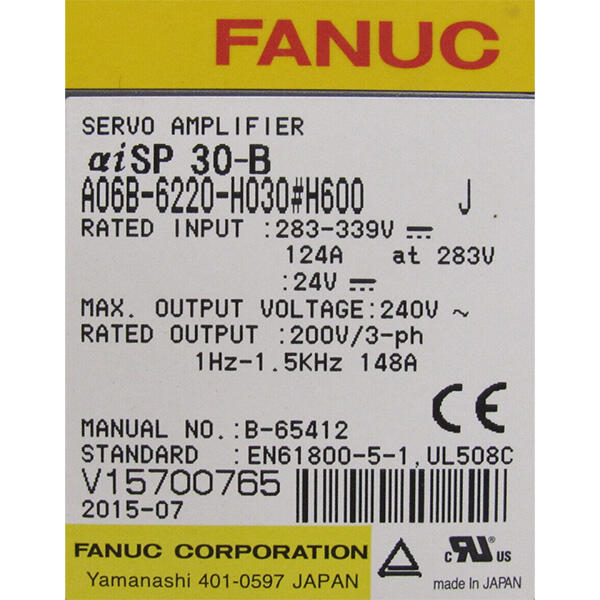 FANUC
SERVO AMPLIFIER
αiSP 30-B
A06B-6220-H030#H600 J
RATED INPUT :283-339V ⎓
124A at 283V
:24V ⎓
MAX. OUTPUT VOLTAGE:240V ~
RATED OUTPUT :200V/3-ph
1Hz-1.5KHz 148A
CE
MANUAL NO.:B-65412
STANDARD :EN61800-5-1,UL508C
V15700765
2015-07
FANUC CORPORATION
Yamanashi 401-0597 JAPAN
c UR US
made in JAPAN